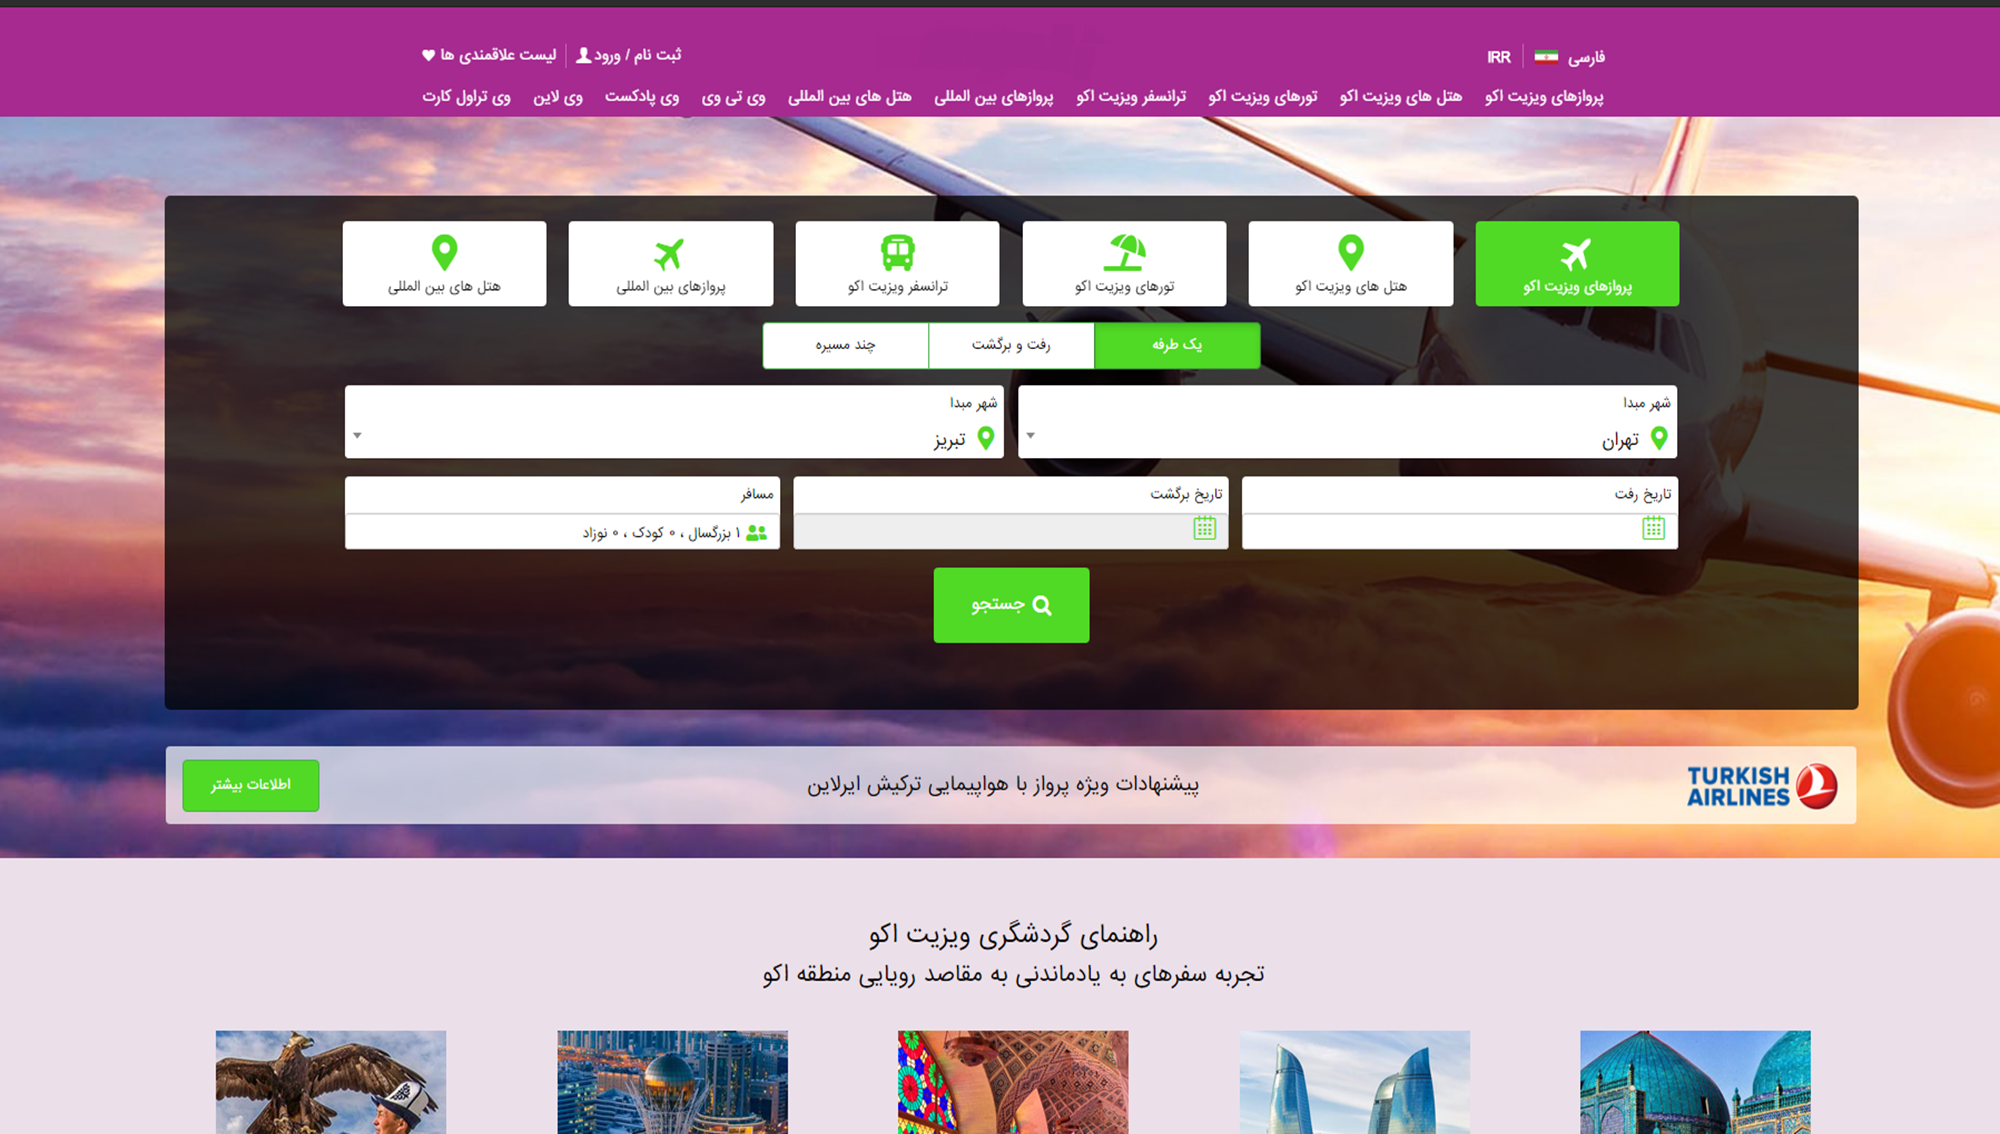 فارسی
IRR
ثبت نام / ورود
لیست علاقمندی ها
پروازهای ویزیت اکو
هتل های ویزیت اکو
تورهای ویزیت اکو
ترانسفر ویزیت اکو
پروازهای بین المللی
هتل های بین المللی
وی تی وی
وی پادکست
وی لاین
وی تراول کارت
پروازهای ویزیت اکو
هتل های ویزیت اکو
تورهای ویزیت اکو
ترانسفر ویزیت اکو
پروازهای بین المللی
هتل های بین المللی
یک طرفه
رفت و برگشت
چند مسیره
شهر مبدا
تهران
شهر مبدا
تبریز
تاریخ رفت
تاریخ برگشت
مسافر
۱ بزرگسال ، ۰ کودک ، ۰ نوزاد
جستجو
TURKISH
AIRLINES
پیشنهادات ویژه پرواز با هواپیمایی ترکیش ایرلاین
اطلاعات بیشتر
راهنمای گردشگری ویزیت اکو
تجربه سفرهای به یادماندنی به مقاصد رویایی منطقه اکو